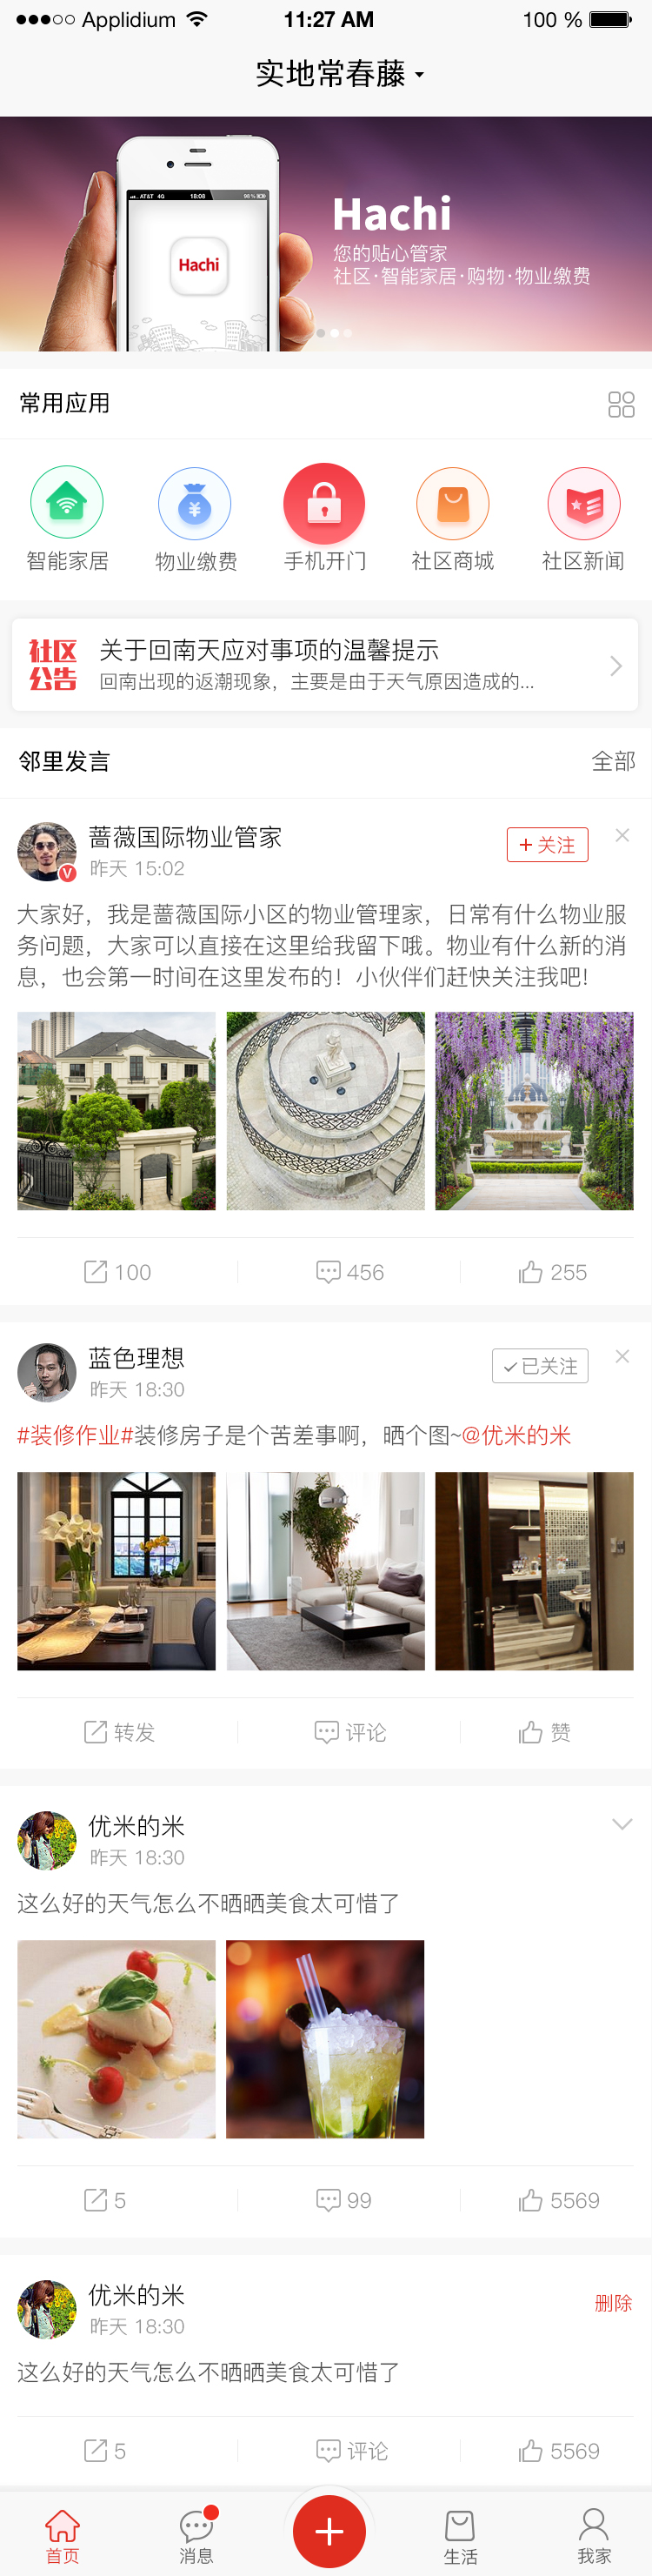 Applidium 11:27 AM 100 %
实地常春藤
AT&T 4G 18:08 96 %
Hachi
Hachi
您的贴心管家
社区·智能家居·购物·物业缴费
常用应用
智能家居 物业缴费 手机开门 社区商城 社区新闻
社区公告
关于回南天应对事项的温馨提示
回南出现的返潮现象，主要是由于天气原因造成的...
邻里发言 全部
蔷薇国际物业管家
V
昨天 15:02
+ 关注
大家好，我是蔷薇国际小区的物业管理家，日常有什么物业服
务问题，大家可以直接在这里给我留下哦。物业有什么新的消
息，也会第一时间在这里发布的！小伙伴们赶快关注我吧!
100 456 255
蓝色理想
昨天 18:30
已关注
#装修作业#装修房子是个苦差事啊，晒个图~@优米的米
转发 评论 赞
优米的米
昨天 18:30
这么好的天气怎么不晒晒美食太可惜了
5 99 5569
优米的米
昨天 18:30
删除
这么好的天气怎么不晒晒美食太可惜了
5 评论 5569
首页 消息 生活 我家